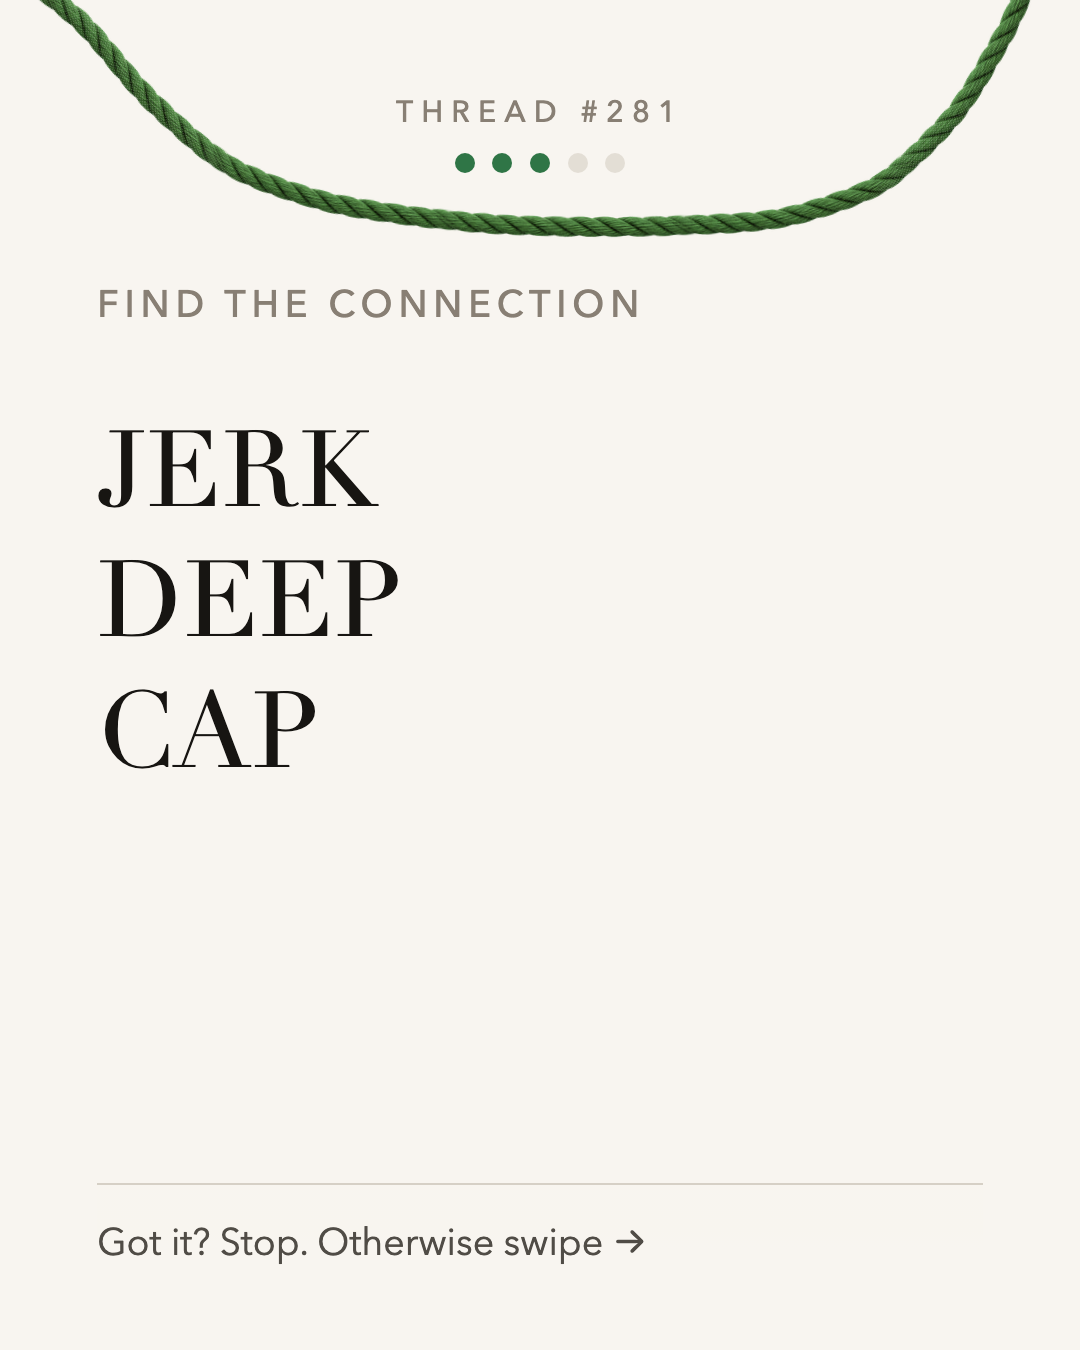 THREAD #281
FIND THE CONNECTION
JERK
DEEP
CAP
Got it? Stop. Otherwise swipe →